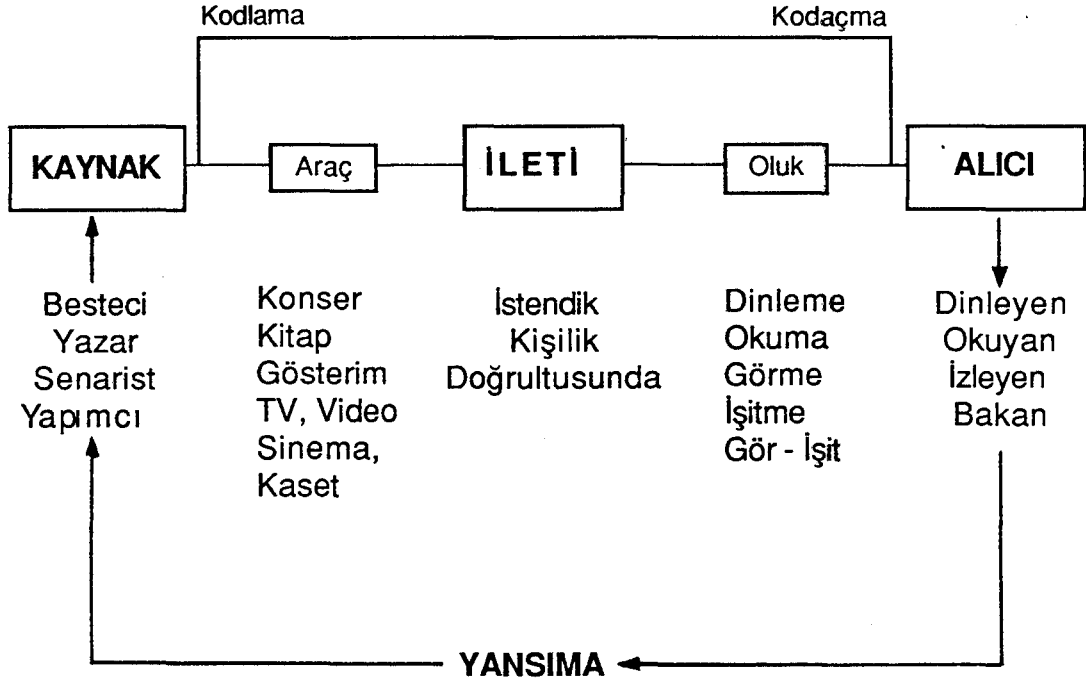 Kodlama
Kodaçma
KAYNAK
Araç
İLETİ
Oluk
ALICI
Besteci
Yazar
Senarist
Yapımcı
Konser
Kitap
Gösterim
TV, Video
Sinema,
Kaset
İstendik
Kişilik
Doğrultusunda
Dinleme
Okuma
Görme
İşitme
Gör - İşit
Dinleyen
Okuyan
İzleyen
Bakan
YANSIMA